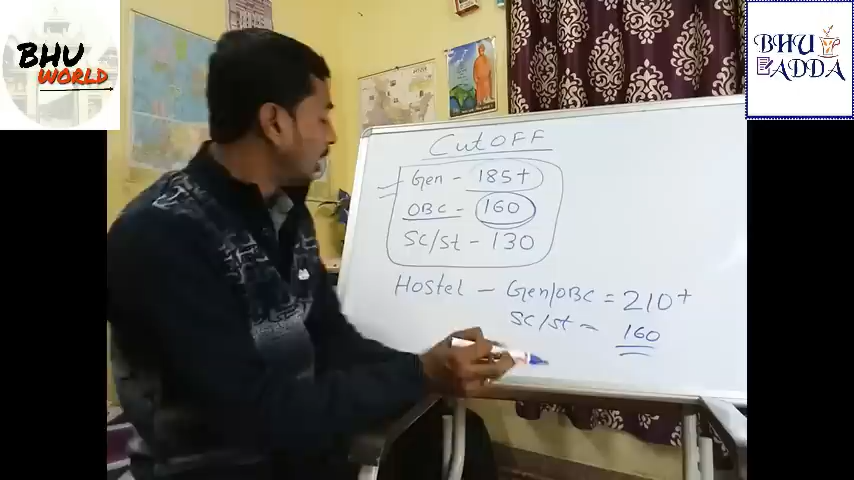 BHU
WORLD
BHU
ADDA
CutOFF
Gen - 185+
OBC - 160
SC/St - 130
Hostel - Gen/OBC = 210+
SC/St = 160